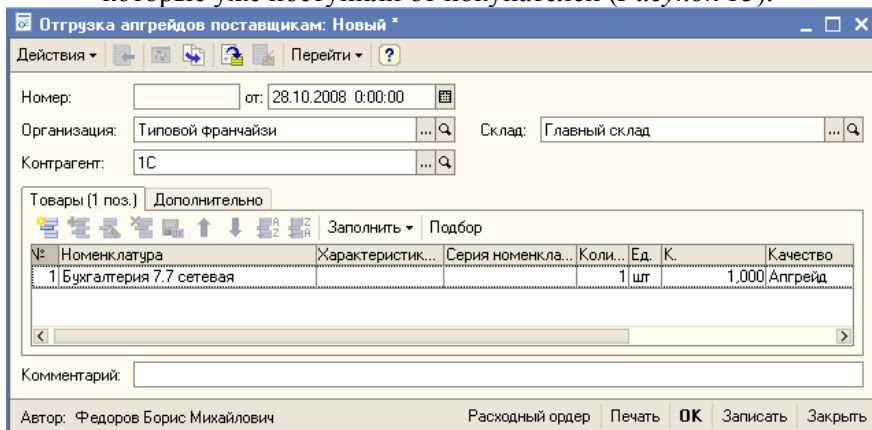 которые уже поступали от покупателей (Рисунок 15).
Отгрузка апгрейдов поставщикам: Новый *
Действия Перейти ?
Номер: от: 28.10.2008 0:00:00
Организация: Типовой франчайзи ... Склад: Главный склад ...
Контрагент: 1С ...
Товары (1 поз.) Дополнительно
Заполнить Подбор
№ Номенклатура Характеристик... Серия номенкла... Коли... Ед. К. Качество
1 Бухгалтерия 7.7 сетевая 1 шт 1,000 Апгрейд
Комментарий:
Автор: Федоров Борис Михайлович Расходный ордер Печать OK Записать Закрыть